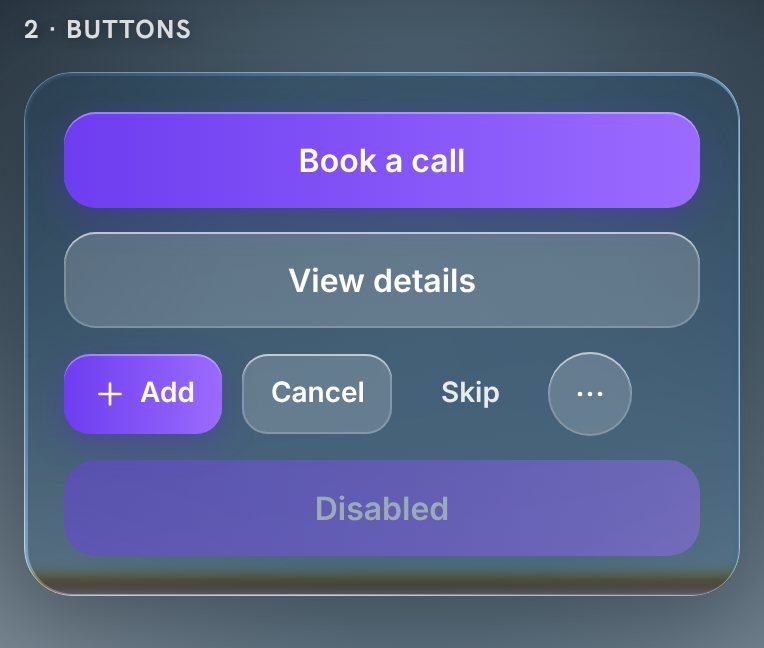 2 · BUTTONS
Book a call
View details
+ Add
Cancel
Skip
...
Disabled